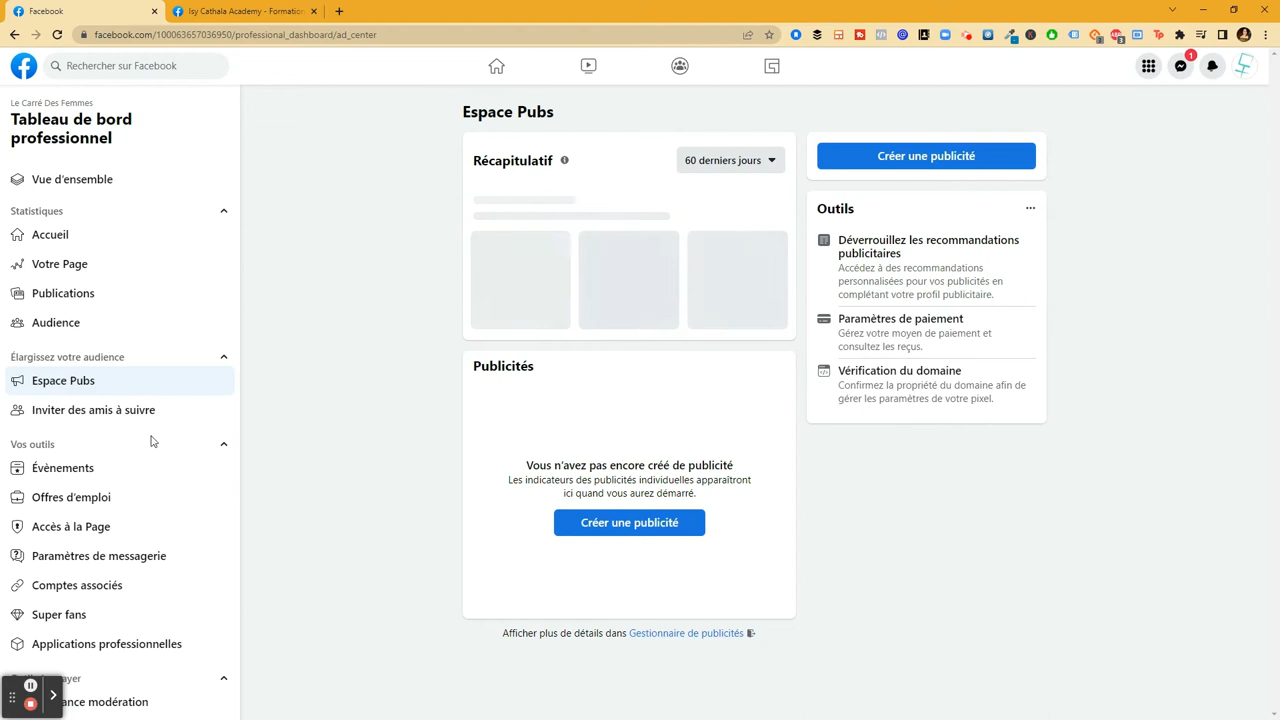 Facebook
Isy Cathala Academy - Formation
facebook.com/100063657036950/professional_dashboard/ad_center
Rechercher sur Facebook
1
Le Carré Des Femmes
Tableau de bord
professionnel
Vue d'ensemble
Statistiques
Accueil
Votre Page
Publications
Audience
Élargissez votre audience
Espace Pubs
Inviter des amis à suivre
Vos outils
Évènements
Offres d'emploi
Accès à la Page
Paramètres de messagerie
Comptes associés
Super fans
Applications professionnelles
ayer
ance modération
Espace Pubs
Récapitulatif
60 derniers jours
Publicités
Vous n'avez pas encore créé de publicité
Les indicateurs des publicités individuelles apparaîtront
ici quand vous aurez démarré.
Créer une publicité
Afficher plus de détails dans Gestionnaire de publicités
Créer une publicité
Outils
Déverrouillez les recommandations
publicitaires
Accédez à des recommandations
personnalisées pour vos publicités en
complétant votre profil publicitaire.
Paramètres de paiement
Gérez votre moyen de paiement et
consultez les reçus.
Vérification du domaine
Confirmez la propriété du domaine afin de
gérer les paramètres de votre pixel.